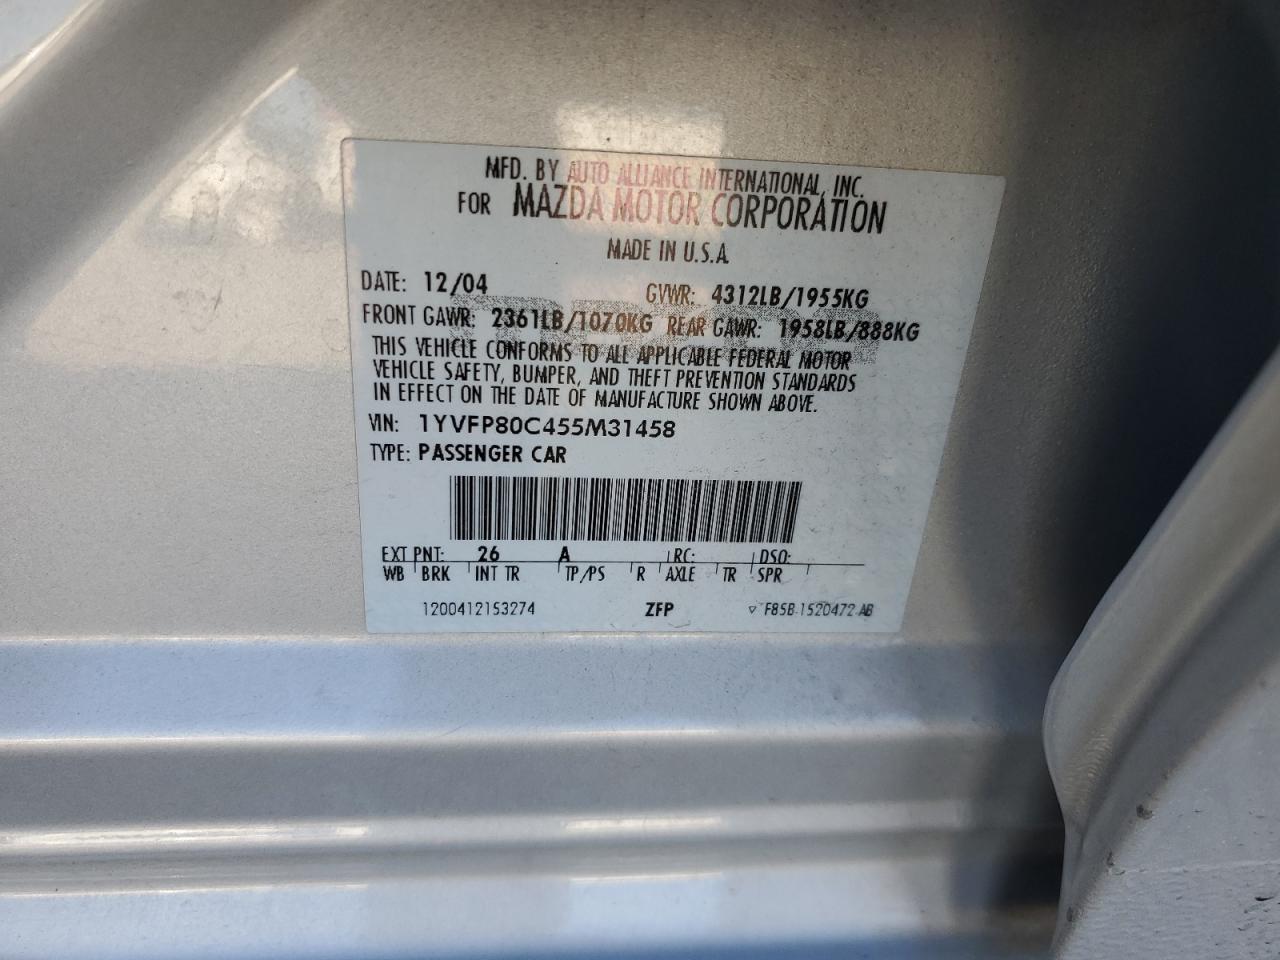 MFD. BY AUTO ALLIANCE INTERNATIONAL, INC.
FOR MAZDA MOTOR CORPORATION
MADE IN U.S.A.
DATE: 12/04 GVWR: 4312LB/1955KG
FRONT GAWR: 2361LB/1070KG REAR GAWR: 1958LB/888KG
THIS VEHICLE CONFORMS TO ALL APPLICABLE FEDERAL MOTOR
VEHICLE SAFETY, BUMPER, AND THEFT PREVENTION STANDARDS
IN EFFECT ON THE DATE OF MANUFACTURE SHOWN ABOVE.
VIN: 1YVFP80C455M31458
TYPE: PASSENGER CAR
EXT PNT: 26 A RC: DSO:
WB BRK INT TR TP/PS R AXLE TR SPR
1200412153274 ZFP F85B-1520472-AB